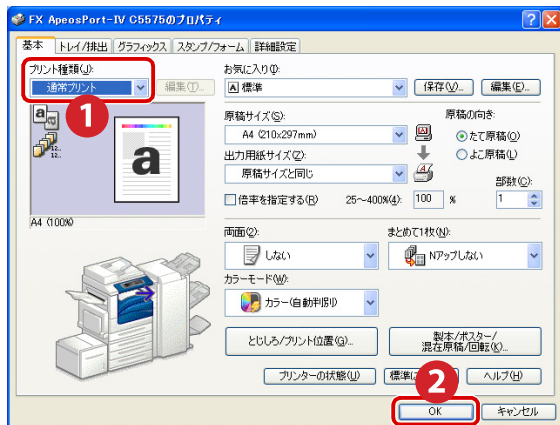 FX ApeosPort-IV C5575のプロパティ
基本 トレイ/排出 グラフィックス スタンプ/フォーム 詳細設定
プリント種類(J):
通常プリント 編集(T)...
1
a
12..
12..
a
A4 (100%)
お気に入り(I):
A 標準 保存(V)... 編集(E)...
原稿サイズ(S):
A4 (210x297mm)
出力用紙サイズ(Z):
原稿サイズと同じ
原稿の向き:
たて原稿(O)
よこ原稿(L)
倍率を指定する(R) 25～400%(4): 100 %
部数(C):
1
両面(2):
しない
まとめて1枚(N):
Nアップしない
カラーモード(W):
カラー(自動判別)
とじしろ/プリント位置(G)...
製本/ポスター/
混在原稿/回転(K)...
プリンターの状態(U) 標準に ヘルプ(H)
2
OK キャンセル